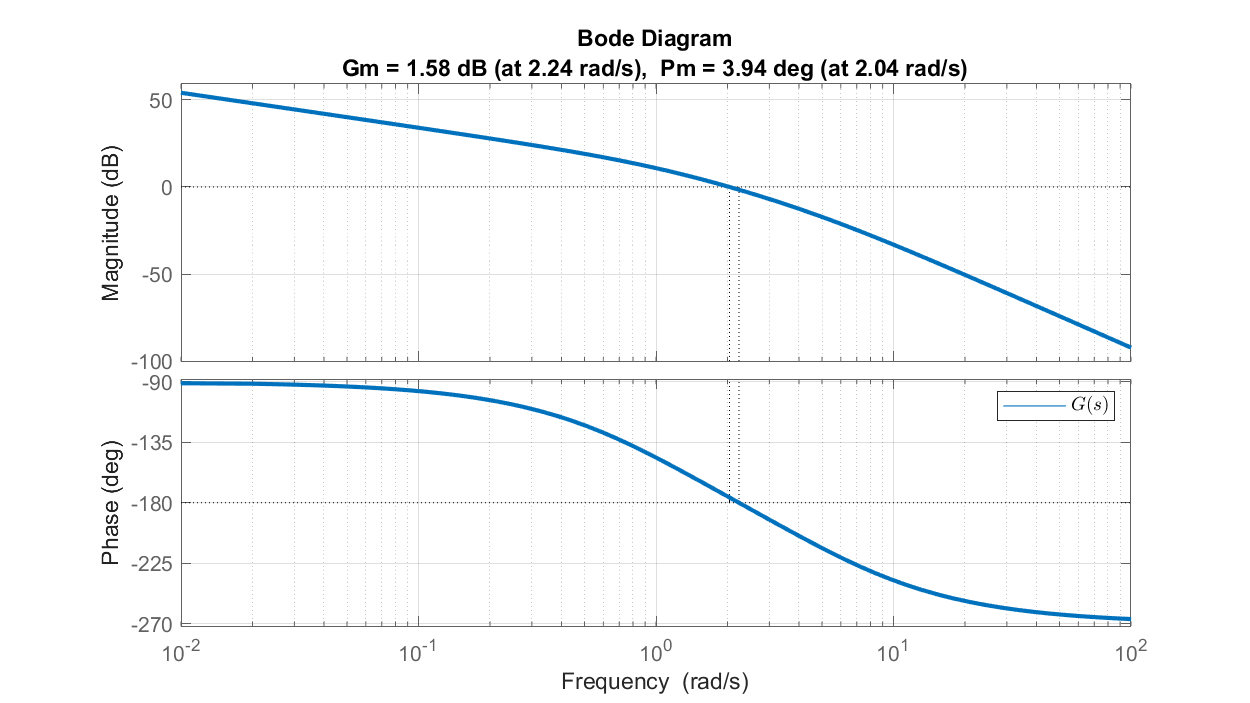 Bode Diagram
Gm = 1.58 dB (at 2.24 rad/s), Pm = 3.94 deg (at 2.04 rad/s)
50
0
-50
-100
Magnitude (dB)
-90
-135
-180
-225
-270
Phase (deg)
G(s)
10^-2
10^-1
10^0
10^1
10^2
Frequency (rad/s)